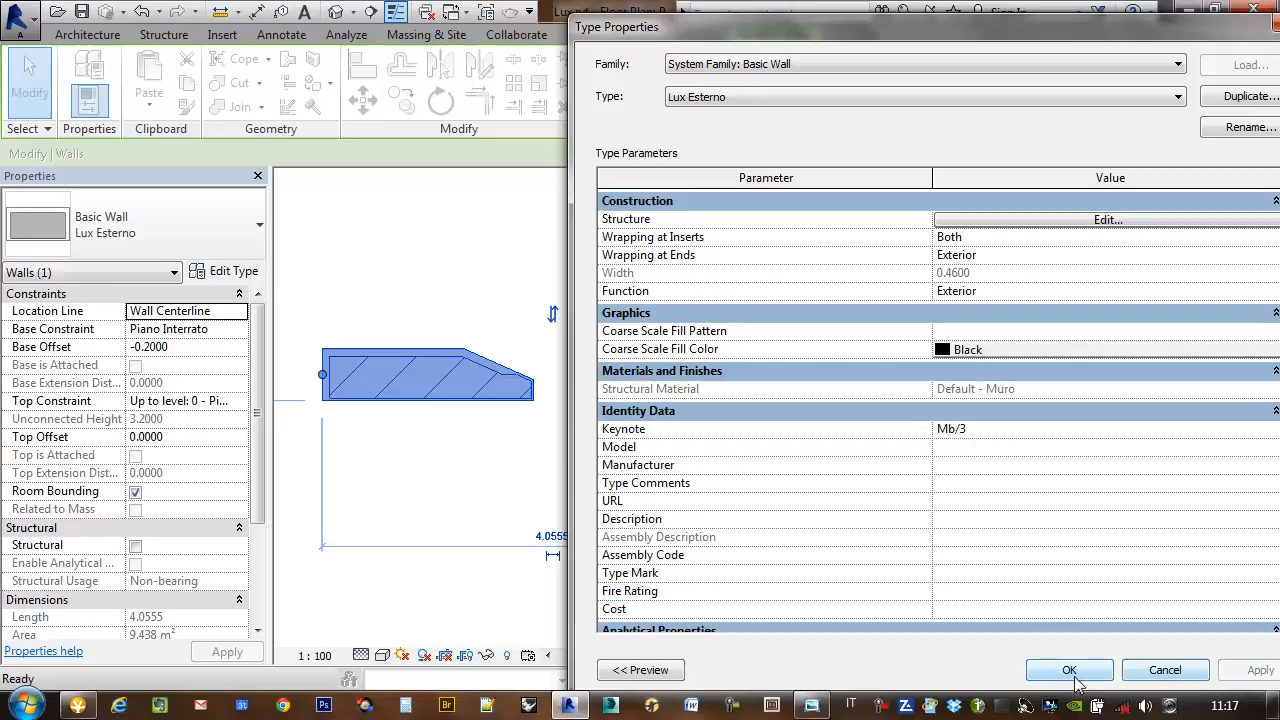 Type Properties
Sign In
Architecture Structure Insert Annotate Analyze Massing & Site Collaborate
Modify Paste Cope Cut Join
Select Properties Clipboard Geometry Modify
Modify | Walls
Properties
Basic Wall
Lux Esterno
Walls (1) Edit Type
Constraints
Location Line Wall Centerline
Base Constraint Piano Interrato
Base Offset -0.2000
Base is Attached
Base Extension Dist... 0.0000
Top Constraint Up to level: 0 - Pi...
Unconnected Height 3.2000
Top Offset 0.0000
Top is Attached
Top Extension Dist... 0.0000
Room Bounding
Related to Mass
Structural
Structural
Enable Analytical ...
Structural Usage Non-bearing
Dimensions
Length 4.0555
Area 9.438 m²
Properties help Apply
4.0555
1 : 100
Ready
Family: System Family: Basic Wall Load...
Type: Lux Esterno Duplicate...
Rename...
Type Parameters
Parameter Value
Construction
Structure Edit...
Wrapping at Inserts Both
Wrapping at Ends Exterior
Width 0.4600
Function Exterior
Graphics
Coarse Scale Fill Pattern
Coarse Scale Fill Color Black
Materials and Finishes
Structural Material Default - Muro
Identity Data
Keynote Mb/3
Model
Manufacturer
Type Comments
URL
Description
Assembly Description
Assembly Code
Type Mark
Fire Rating
Cost
Analytical Properties
<< Preview OK Cancel Apply
Ps Br IT 11:17